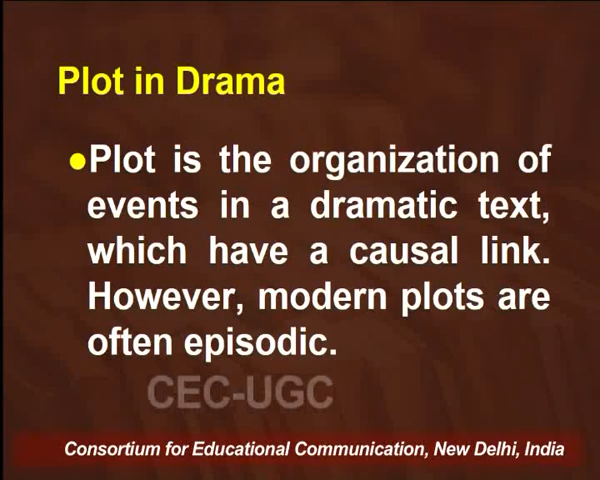 Plot in Drama
●Plot is the organization of
events in a dramatic text,
which have a causal link.
However, modern plots are
often episodic.
CEC-UGC
Consortium for Educational Communication, New Delhi, India